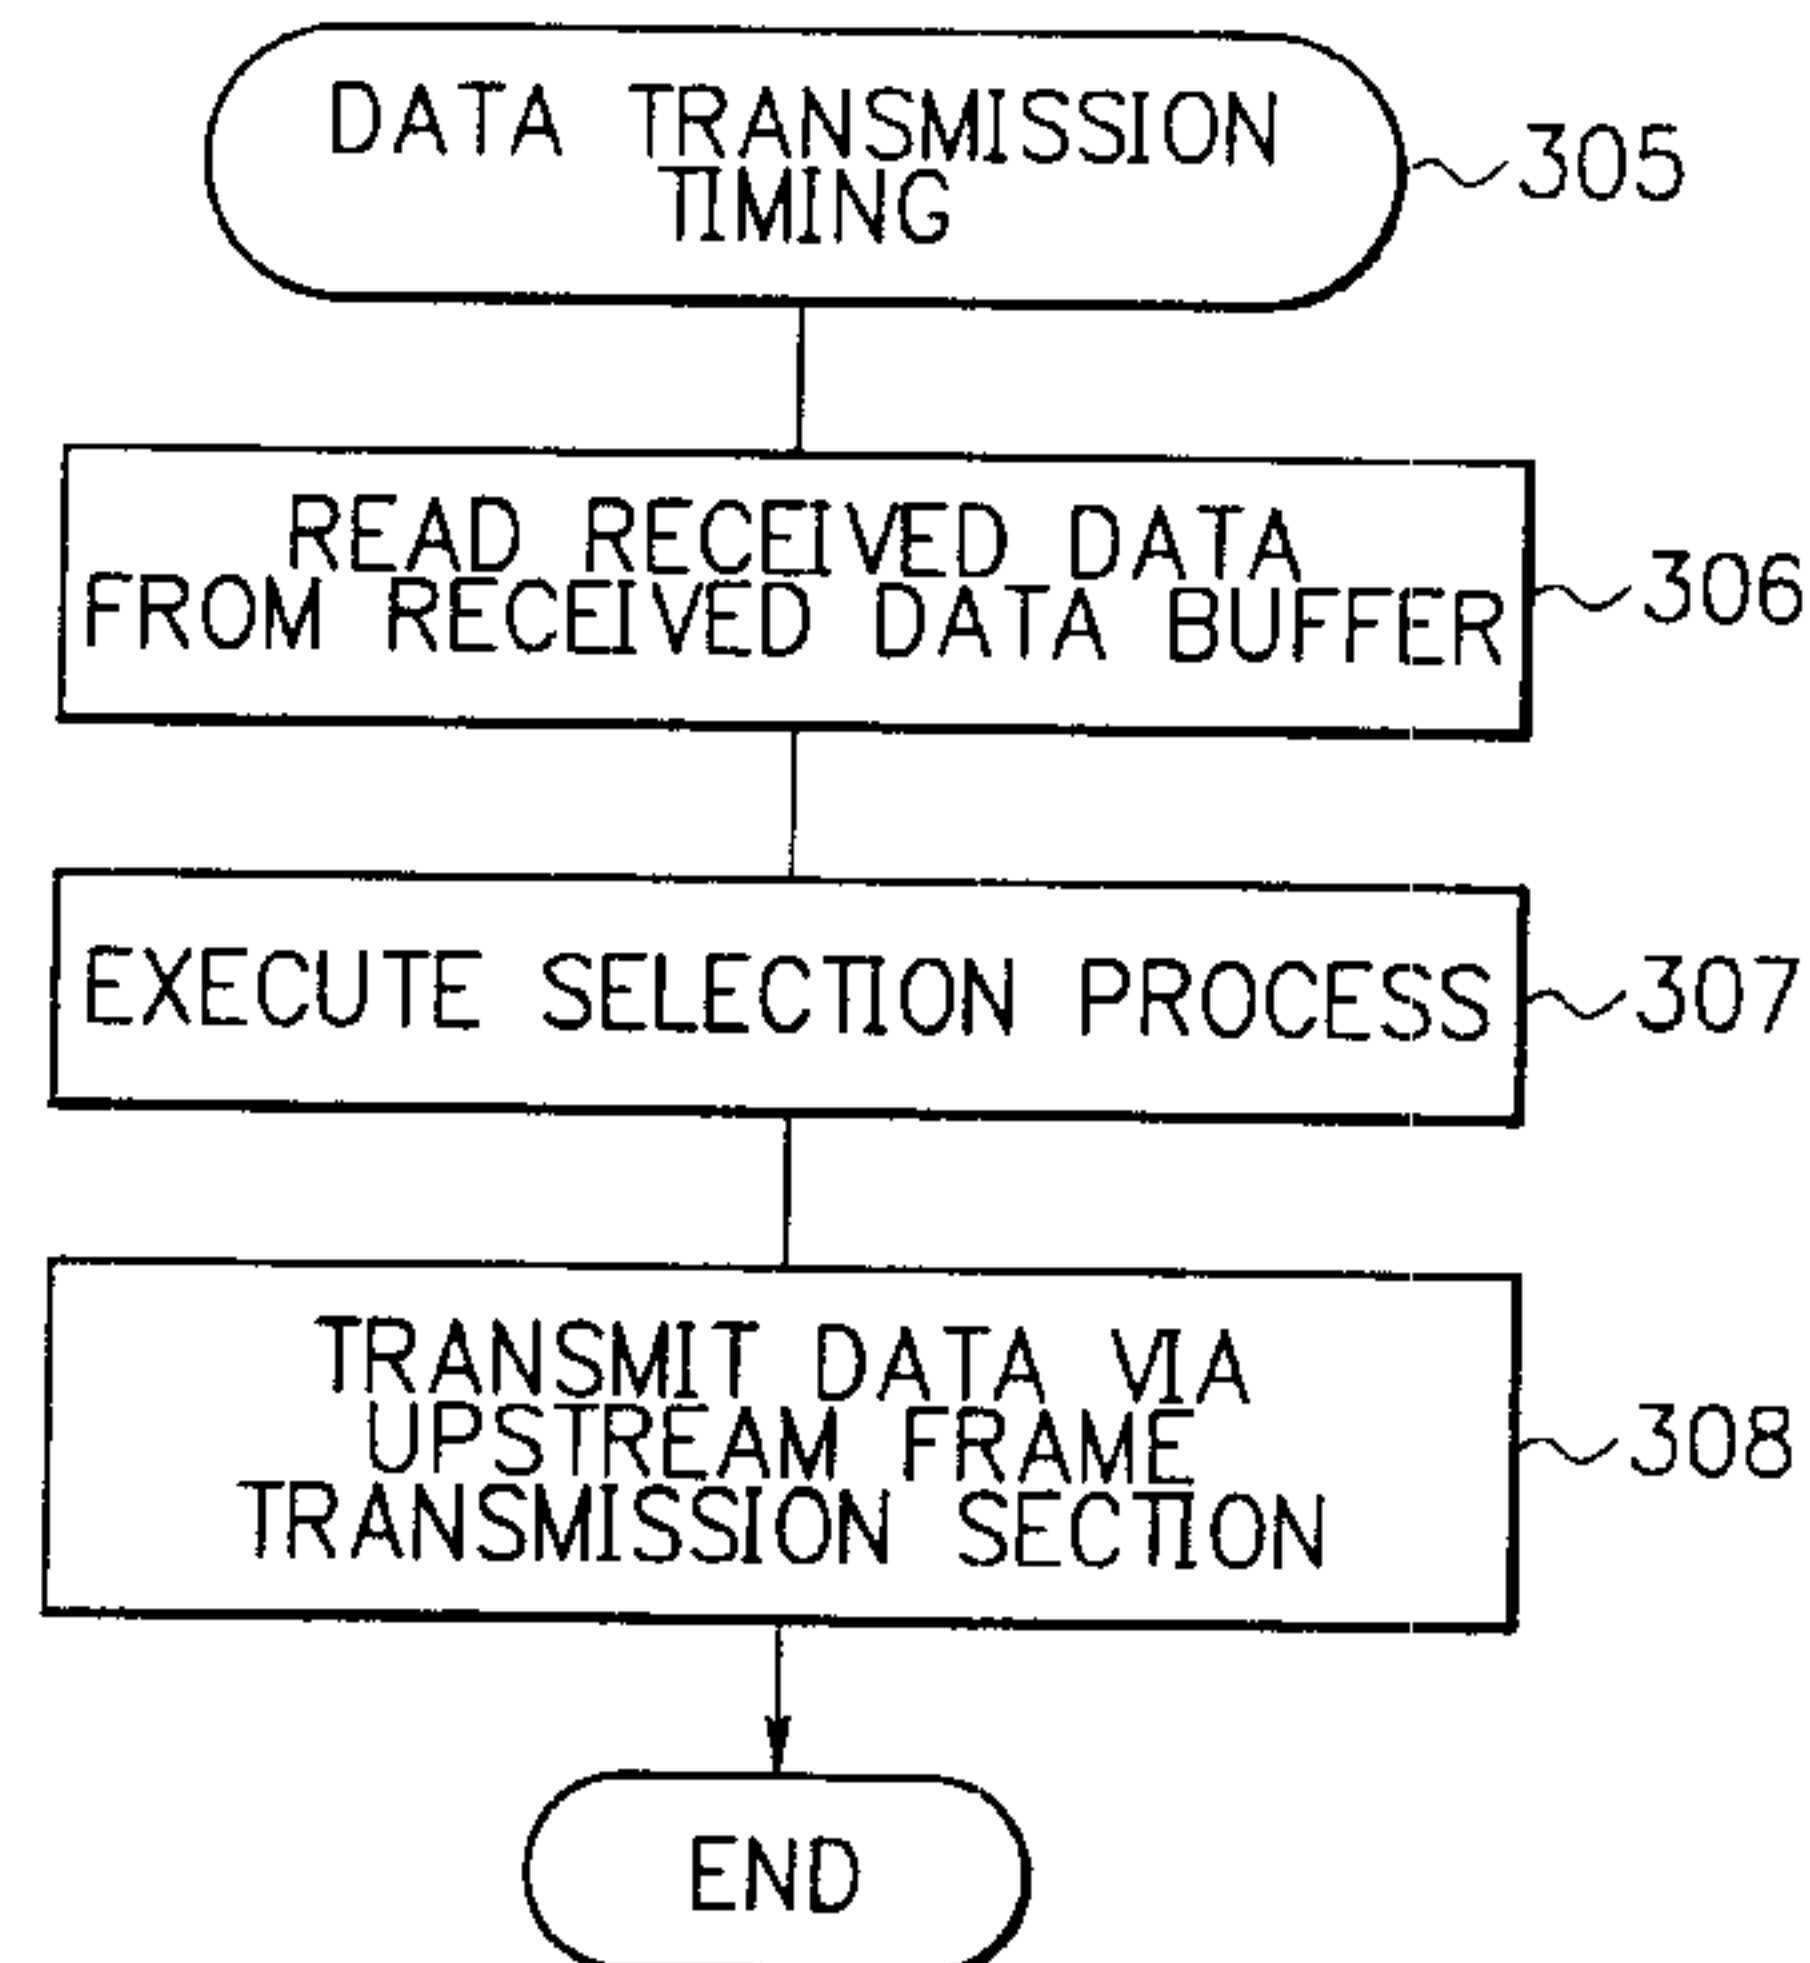 DATA TRANSMISSION
TIMING
305
READ RECEIVED DATA
FROM RECEIVED DATA BUFFER
306
EXECUTE SELECTION PROCESS
307
TRANSMIT DATA VIA
UPSTREAM FRAME
TRANSMISSION SECTION
308
END